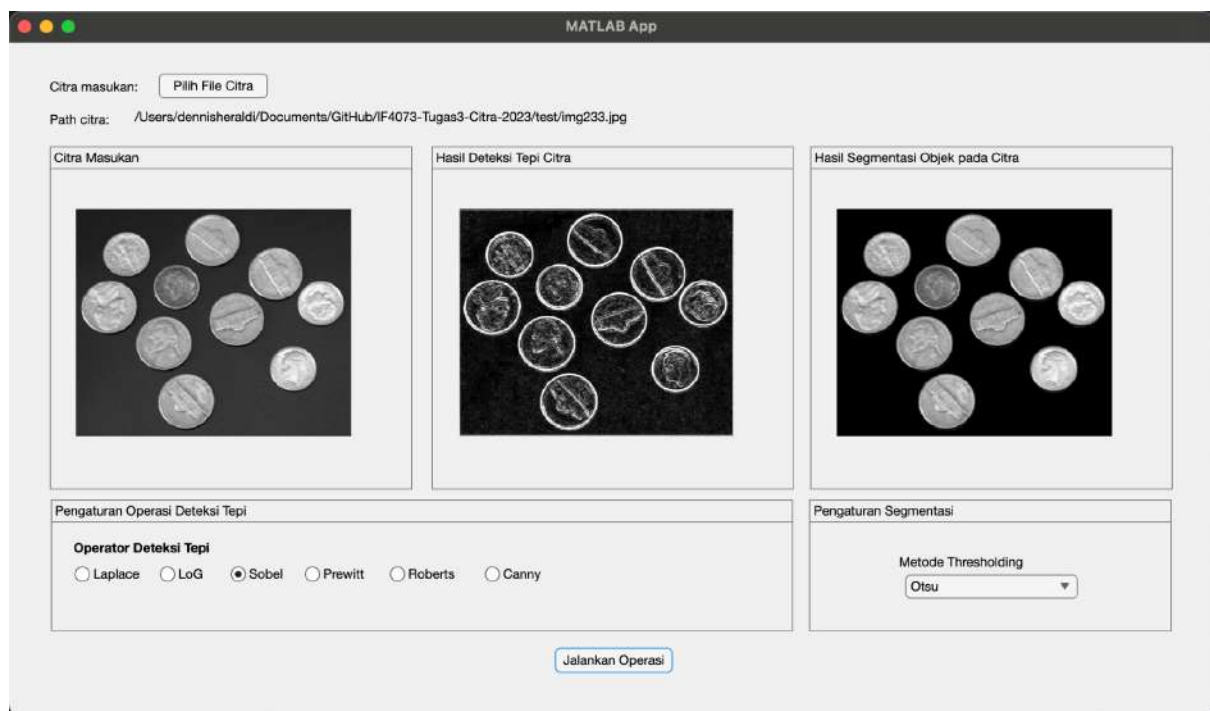 MATLAB App
Citra masukan: Pilih File Citra
Path citra: /Users/dennisheraldi/Documents/GitHub/IF4073-Tugas3-Citra-2023/test/img233.jpg
Citra Masukan
Hasil Deteksi Tepi Citra
Hasil Segmentasi Objek pada Citra
Pengaturan Operasi Deteksi Tepi
Pengaturan Segmentasi
Operator Deteksi Tepi
Laplace LoG Sobel Prewitt Roberts Canny
Metode Thresholding
Otsu
Jalankan Operasi